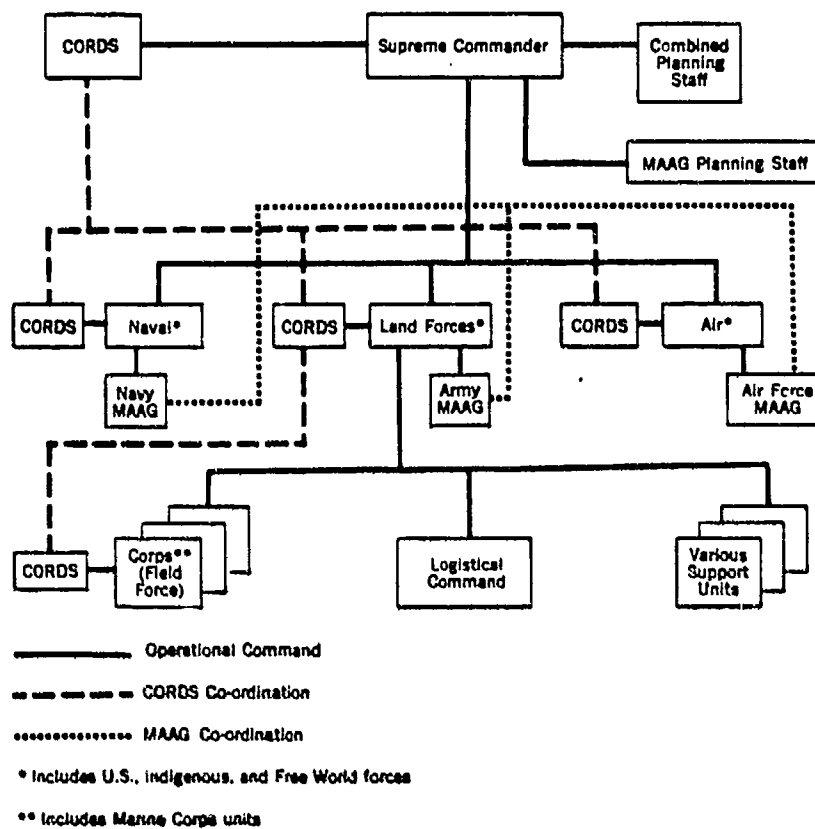 CORDS
Supreme Commander
Combined
Planning
Staff
MAAG Planning Staff
CORDS
Naval*
CORDS
Land Forces*
CORDS
Air*
Navy
MAAG
Army
MAAG
Air Force
MAAG
CORDS
Corps**
(Field
Force)
Logistical
Command
Various
Support
Units
Operational Command
CORDS Co-ordination
MAAG Co-ordination
* Includes U.S., indigenous, and Free World forces
** Includes Marine Corps units